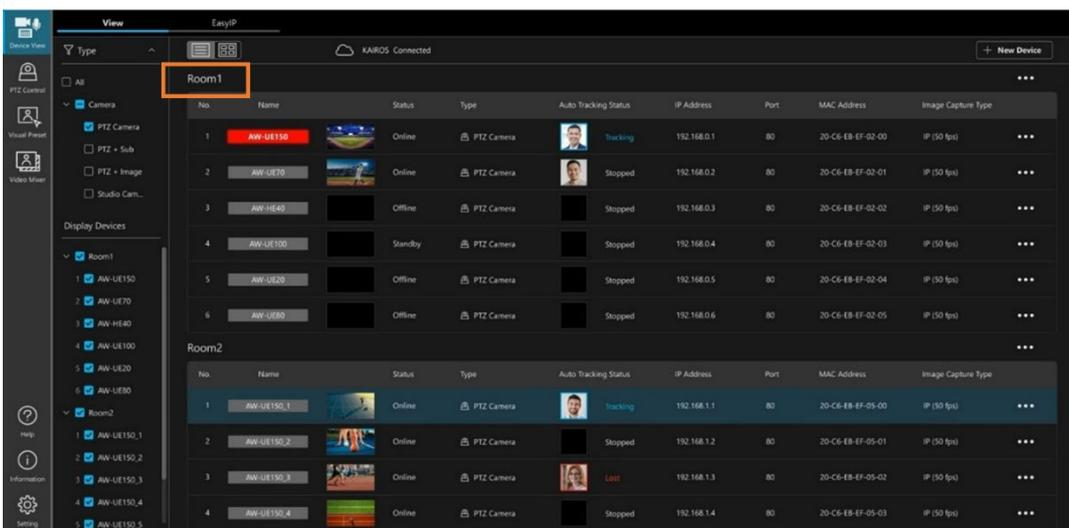 View EasyIP
Device View
PTZ Control
Visual Preset
Video Mixer
Help
Information
Setting
Type
All
Camera
PTZ Camera
PTZ + Sub
PTZ + Image
Studio Cam...
Display Devices
Room1
1 AW-UE150
2 AW-UE70
3 AW-HE40
4 AW-UE100
5 AW-UE20
6 AW-UE80
Room2
1 AW-UE150_1
2 AW-UE150_2
3 AW-UE150_3
4 AW-UE150_4
5 AW-UE150_5
KAIROS Connected
+ New Device
Room1
No. Name Status Type Auto Tracking Status IP Address Port MAC Address Image Capture Type
1 AW-UE150 Online PTZ Camera Tracking 192.168.0.1 80 20-C6-EB-EF-02-00 IP (50 fps)
2 AW-UE70 Online PTZ Camera Stopped 192.168.0.2 80 20-C6-EB-EF-02-01 IP (50 fps)
3 AW-HE40 Offline PTZ Camera Stopped 192.168.0.3 80 20-C6-EB-EF-02-02 IP (50 fps)
4 AW-UE100 Standby PTZ Camera Stopped 192.168.0.4 80 20-C6-EB-EF-02-03 IP (50 fps)
5 AW-UE20 Offline PTZ Camera Stopped 192.168.0.5 80 20-C6-EB-EF-02-04 IP (50 fps)
6 AW-UE80 Offline PTZ Camera Stopped 192.168.0.6 80 20-C6-EB-EF-02-05 IP (50 fps)
Room2
No. Name Status Type Auto Tracking Status IP Address Port MAC Address Image Capture Type
1 AW-UE150_1 Online PTZ Camera Tracking 192.168.1.1 80 20-C6-EB-EF-05-00 IP (50 fps)
2 AW-UE150_2 Online PTZ Camera Stopped 192.168.1.2 80 20-C6-EB-EF-05-01 IP (50 fps)
3 AW-UE150_3 Online PTZ Camera Lost 192.168.1.3 80 20-C6-EB-EF-05-02 IP (50 fps)
4 AW-UE150_4 Online PTZ Camera Stopped 192.168.1.4 80 20-C6-EB-EF-05-03 IP (50 fps)